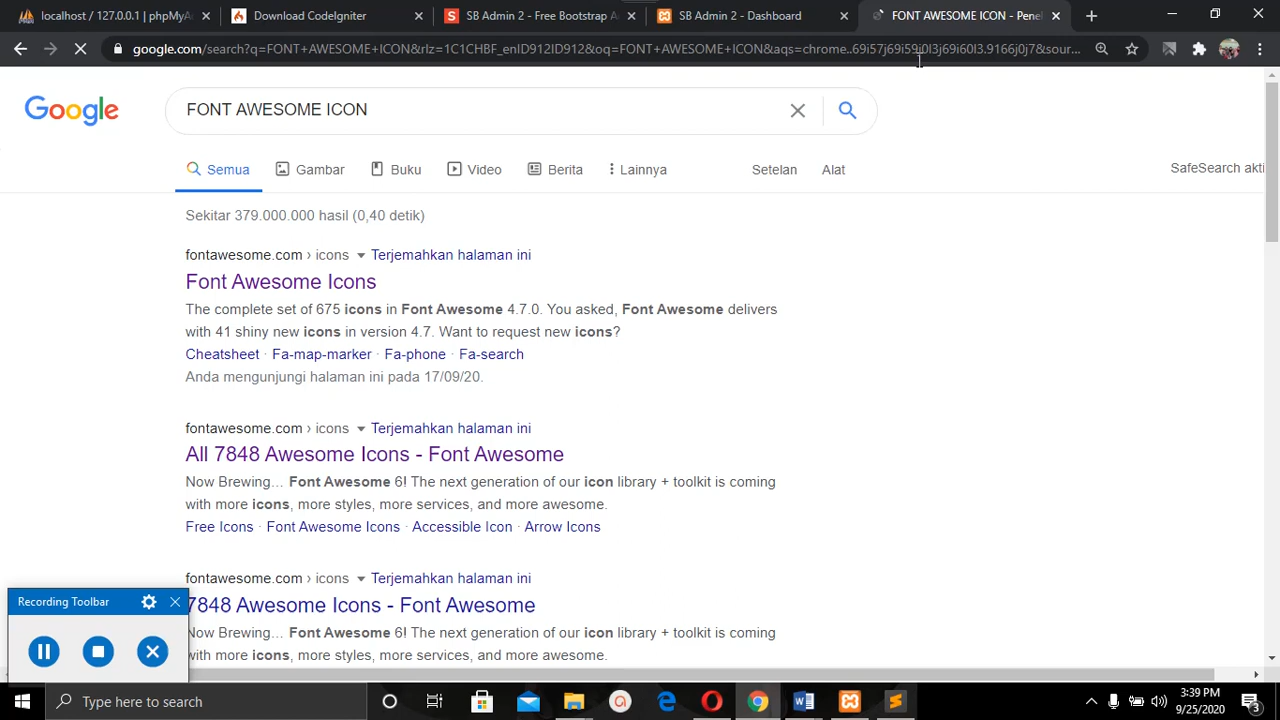 localhost / 127.0.0.1 | phpMyA
Download CodeIgniter
SB Admin 2 - Free Bootstrap A
SB Admin 2 - Dashboard
FONT AWESOME ICON - Penel
google.com/search?q=FONT+AWESOME+ICON&rlz=1C1CHBF_enID912ID912&oq=FONT+AWESOME+ICON&aqs=chrome..69i57j69i59j0l3j69i60l3.9166j0j7&sour...
Google
FONT AWESOME ICON
Semua
Gambar
Buku
Video
Berita
Lainnya
Setelan
Alat
SafeSearch akti
Sekitar 379.000.000 hasil (0,40 detik)
fontawesome.com › icons Terjemahkan halaman ini
Font Awesome Icons
The complete set of 675 icons in Font Awesome 4.7.0. You asked, Font Awesome delivers
with 41 shiny new icons in version 4.7. Want to request new icons?
Cheatsheet · Fa-map-marker · Fa-phone · Fa-search
Anda mengunjungi halaman ini pada 17/09/20.
fontawesome.com › icons Terjemahkan halaman ini
All 7848 Awesome Icons - Font Awesome
Now Brewing... Font Awesome 6! The next generation of our icon library + toolkit is coming
with more icons, more styles, more services, and more awesome.
Free Icons · Font Awesome Icons · Accessible Icon · Arrow Icons
fontawesome.com › icons Terjemahkan halaman ini
7848 Awesome Icons - Font Awesome
Now Brewing... Font Awesome 6! The next generation of our icon library + toolkit is coming
with more icons, more styles, more services, and more awesome.
Recording Toolbar
Type here to search
3:39 PM
9/25/2020
3